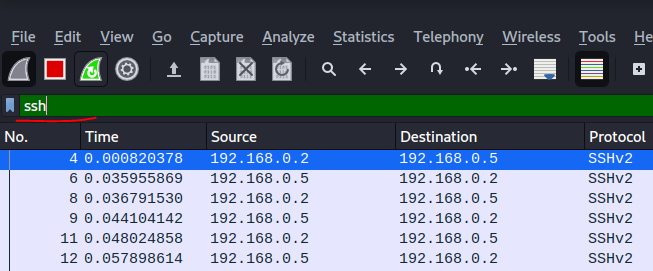 File Edit View Go Capture Analyze Statistics Telephony Wireless Tools He
ssh
No. Time Source Destination Protocol
4 0.000820378 192.168.0.2 192.168.0.5 SSHv2
6 0.035955869 192.168.0.5 192.168.0.2 SSHv2
8 0.036791530 192.168.0.2 192.168.0.5 SSHv2
9 0.044104142 192.168.0.5 192.168.0.2 SSHv2
11 0.048024858 192.168.0.2 192.168.0.5 SSHv2
12 0.057898614 192.168.0.5 192.168.0.2 SSHv2